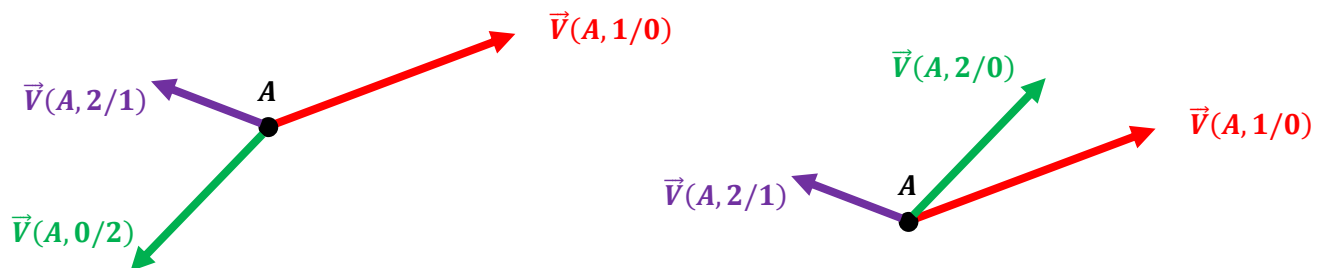 V⃗(A, 1/0)
A
V⃗(A, 2/1)
V⃗(A, 0/2)
V⃗(A, 2/0)
V⃗(A, 1/0)
A
V⃗(A, 2/1)